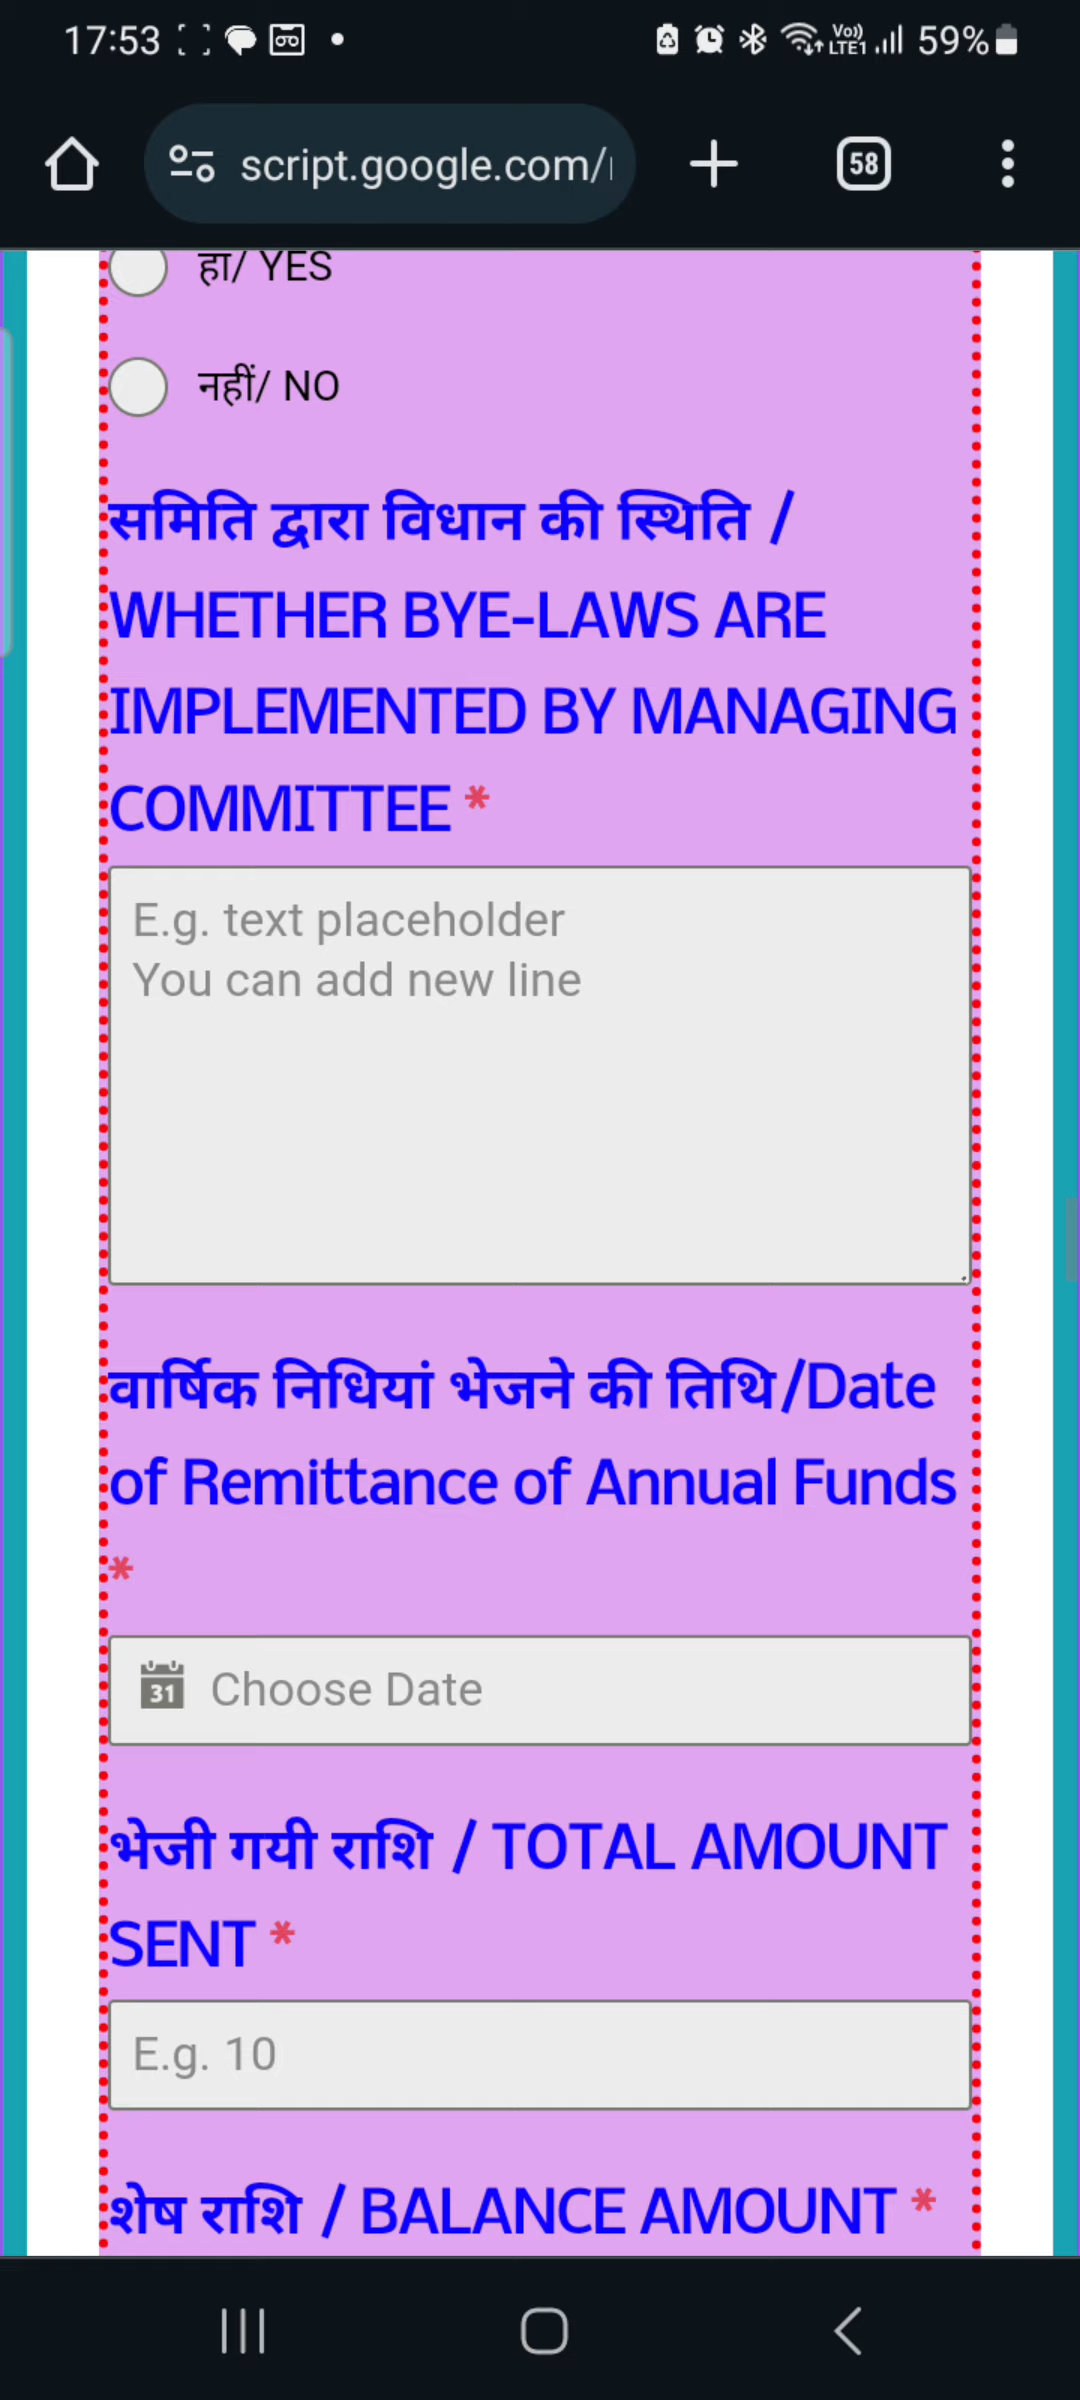 17:53
Vo)) LTE1 59%
script.google.com/
58
हा/ YES
नहीं/ NO
समिति द्वारा विधान की स्थिति /
WHETHER BYE-LAWS ARE
IMPLEMENTED BY MANAGING
COMMITTEE *
E.g. text placeholder
You can add new line
वार्षिक निधियां भेजने की तिथि/Date
of Remittance of Annual Funds
*
31 Choose Date
भेजी गयी राशि / TOTAL AMOUNT
SENT *
E.g. 10
शेष राशि / BALANCE AMOUNT *